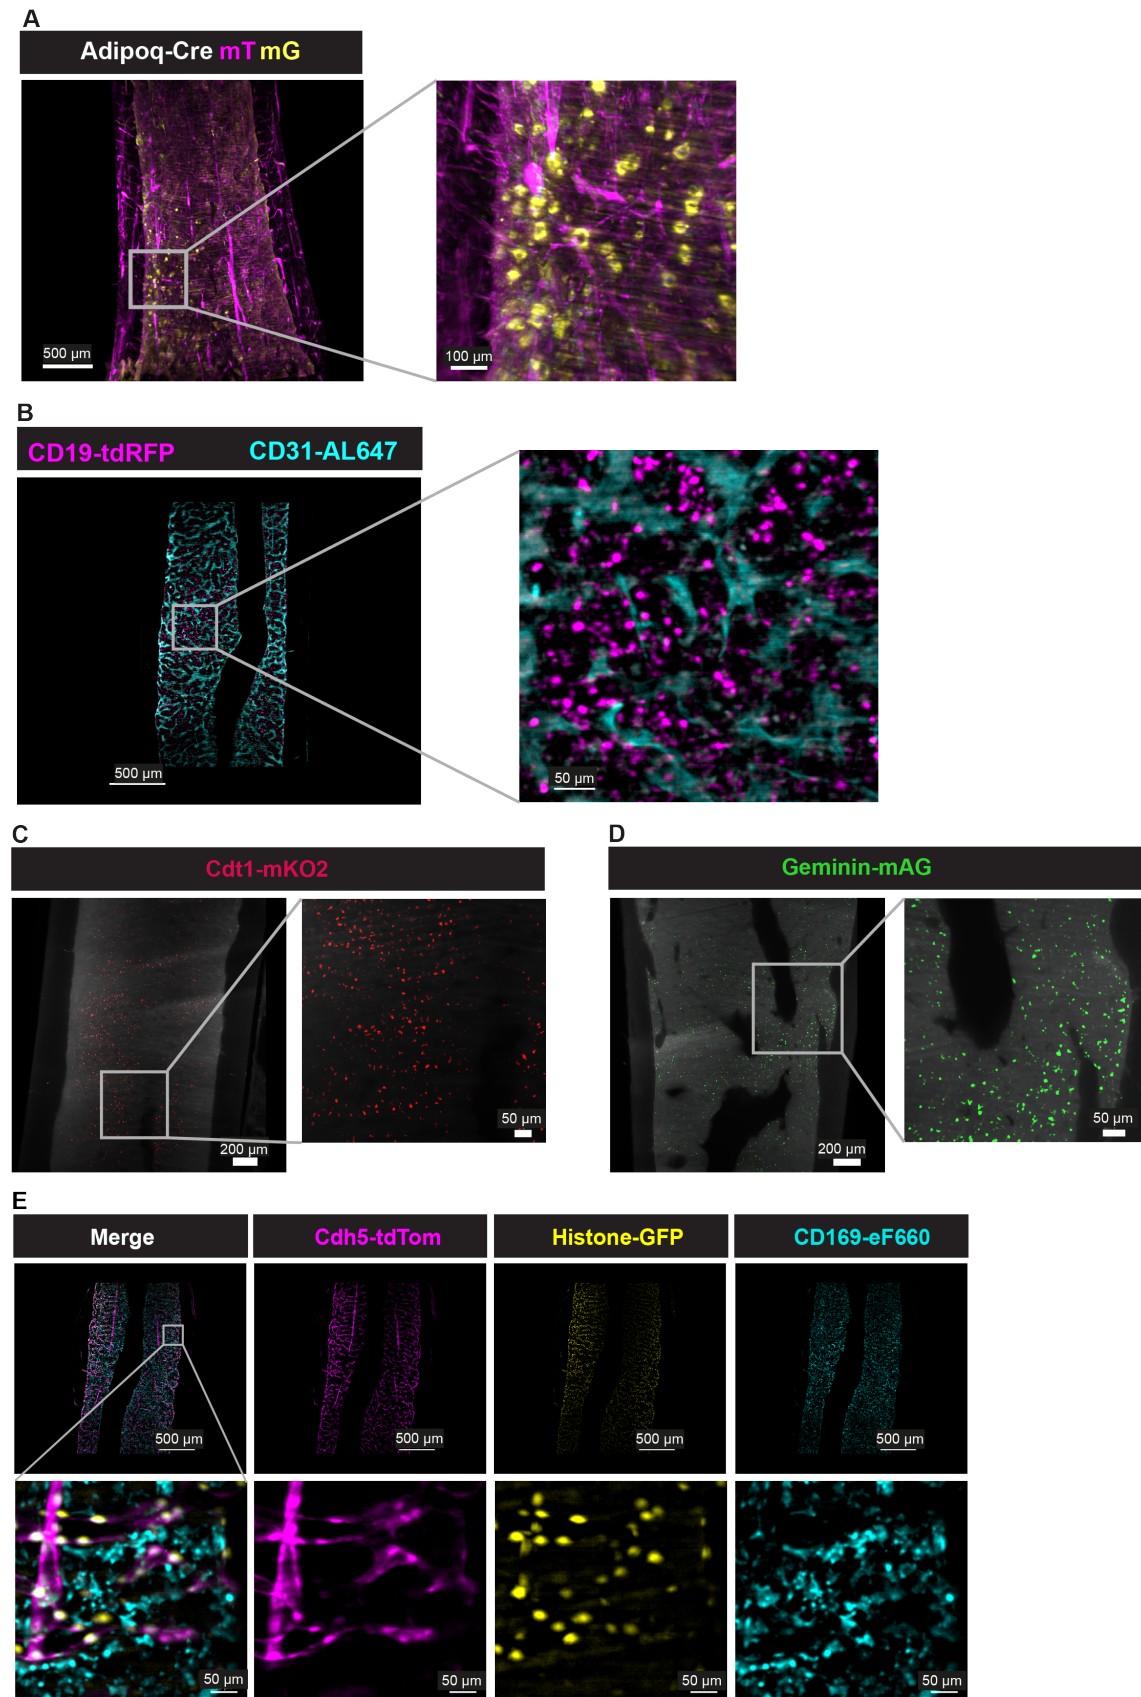 A
Adipoq-Cre mT mG
500 µm
100 µm
B
CD19-tdRFP CD31-AL647
500 µm
50 µm
C
Cdt1-mKO2
200 µm
50 µm
D
Geminin-mAG
200 µm
50 µm
E
Merge Cdh5-tdTom Histone-GFP CD169-eF660
500 µm 500 µm 500 µm 500 µm
50 µm 50 µm 50 µm 50 µm